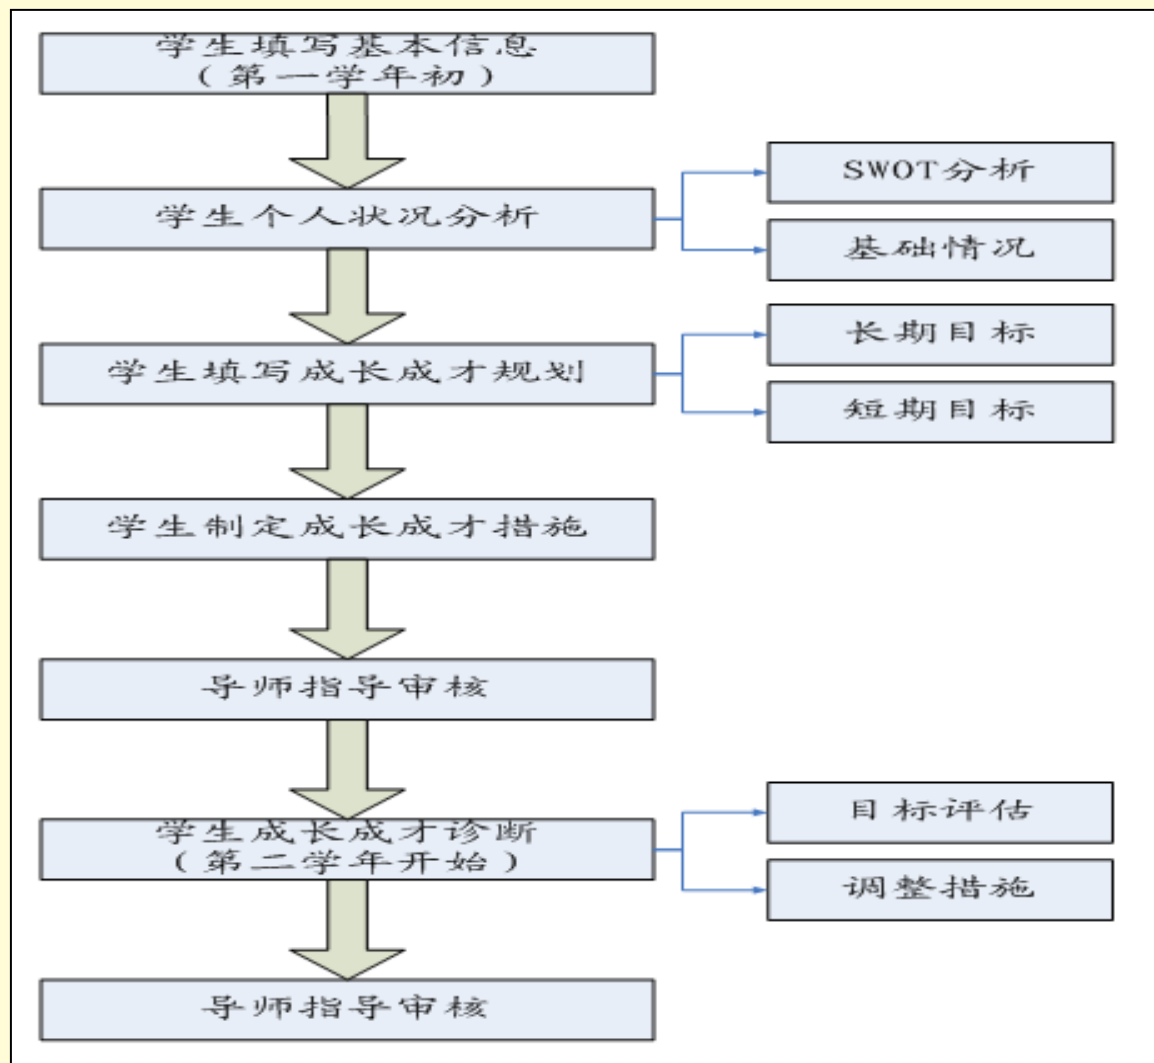 学生填写基本信息
（第一学年初）
学生个人状况分析
SWOT分析
基础情况
学生填写成长成才规划
长期目标
短期目标
学生制定成长成才措施
导师指导审核
学生成长成才诊断
（第二学年开始）
目标评估
调整措施
导师指导审核